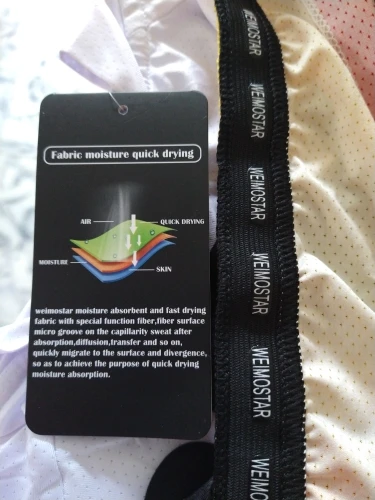 Fabric moisture quick drying
AIR
QUICK DRYING
MOISTURE
SKIN
weimostar moisture absorbent and fast drying
fabric with special function fiber,fiber surface
micro groove on the capillarity sweat after
absorption,diffusion,transfer and so on,
quickly migrate to the surface and divergence,
so as to achieve the purpose of quick drying
moisture absorption.
WEIMOSTAR
WEIMOSTAR
WEIMOSTAR
WEIMOSTAR
WEIMOSTAR
WEIMO